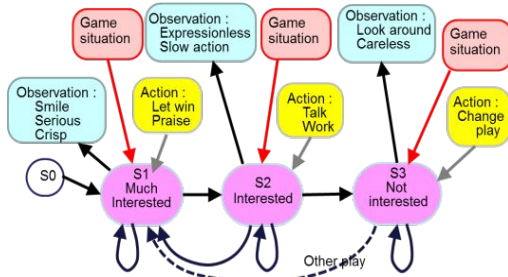 Game
situation
Observation :
Expressionless
Slow action
Game
situation
Observation :
Look around
Careless
Game
situation
Observation :
Smile
Serious
Crisp
Action :
Let win
Praise
Action :
Talk
Work
Action :
Change
play
S0
S1
Much
Interested
S2
Interested
S3
Not
interested
Other play